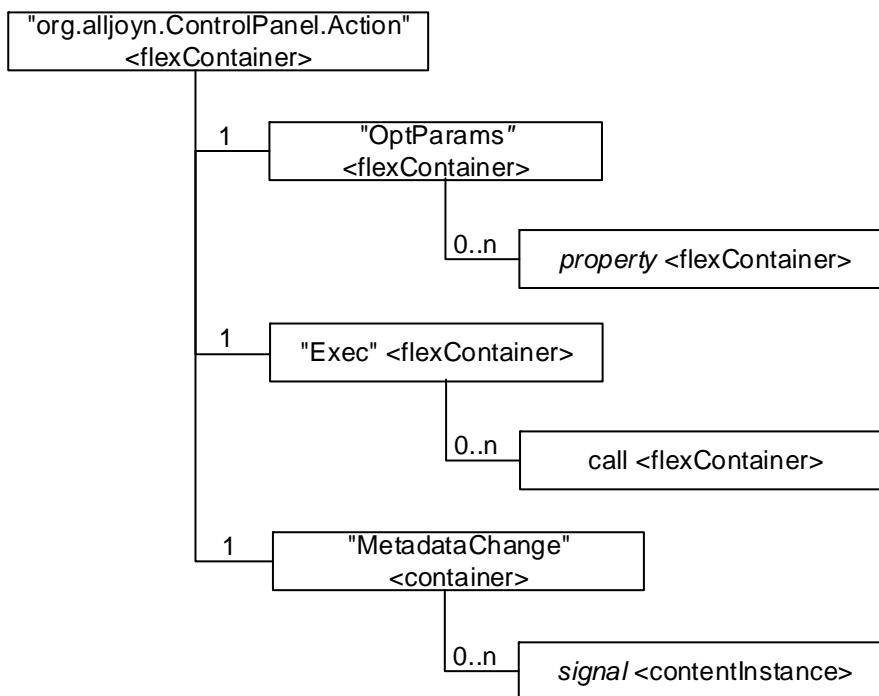 "org.alljoyn.ControlPanel.Action"
<flexContainer>
1
"OptParams"
<flexContainer>
0..n
property <flexContainer>
1
"Exec" <flexContainer>
0..n
call <flexContainer>
1
"MetadataChange"
<container>
0..n
signal <contentInstance>